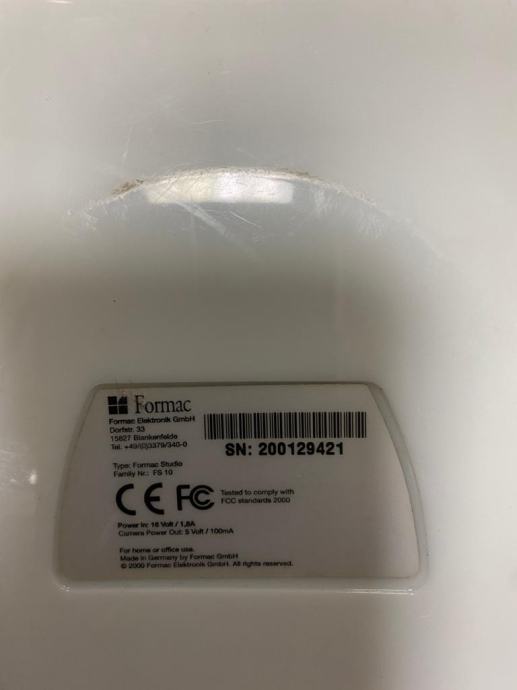 Formac
Formac Elektronik GmbH
Dorfstr. 33
15827 Blankenfelde
Tel. +49/(0)3379/340-0
SN: 200129421
Type: Formac Studio
Family Nr.: FS 10
CE FC Tested to comply with
FCC standards 2000
Power In: 16 Volt / 1,8A
Camera Power Out: 5 Volt / 100mA
For home or office use.
Made in Germany by Formac GmbH
© 2000 Formac Elektronik GmbH. All rights reserved.